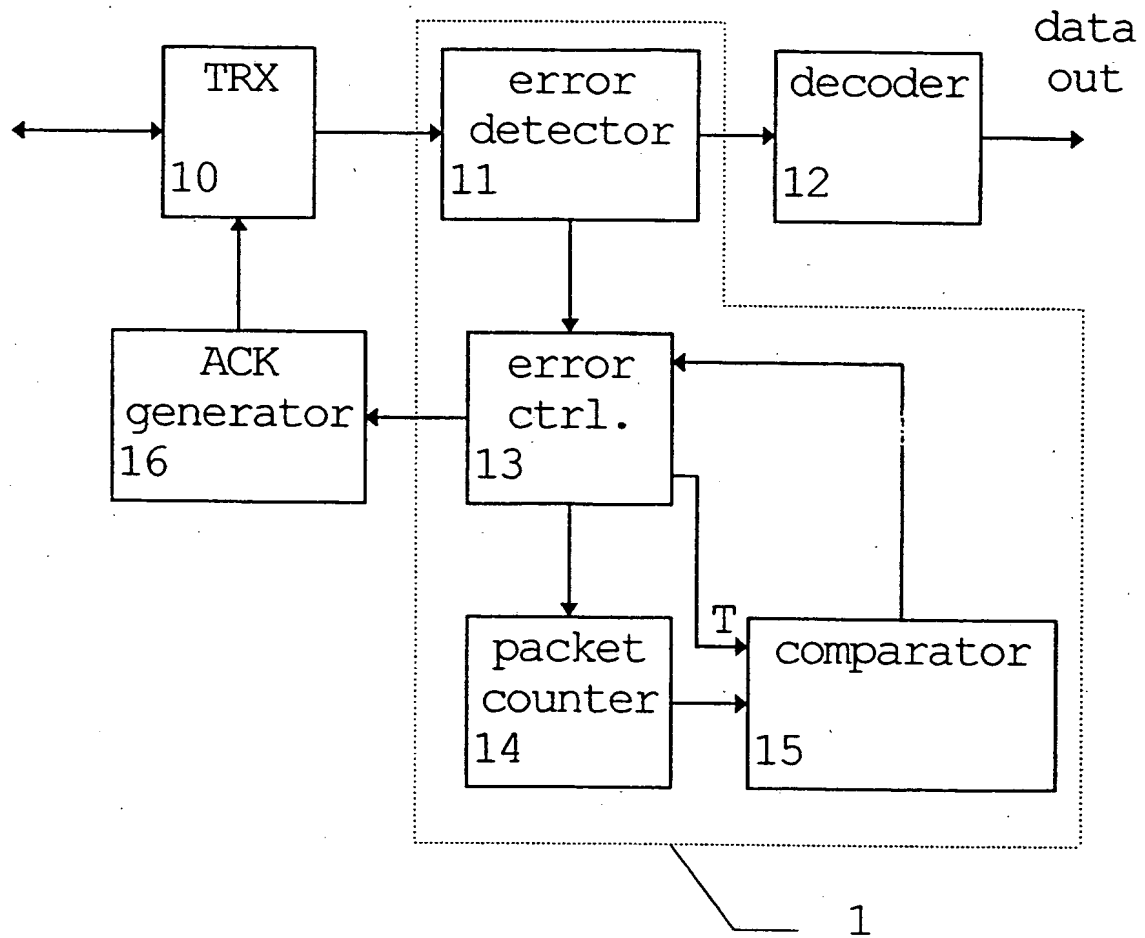 data
out
TRX
10
error
detector
11
decoder
12
ACK
generator
16
error
ctrl.
13
T
packet
counter
14
comparator
15
1